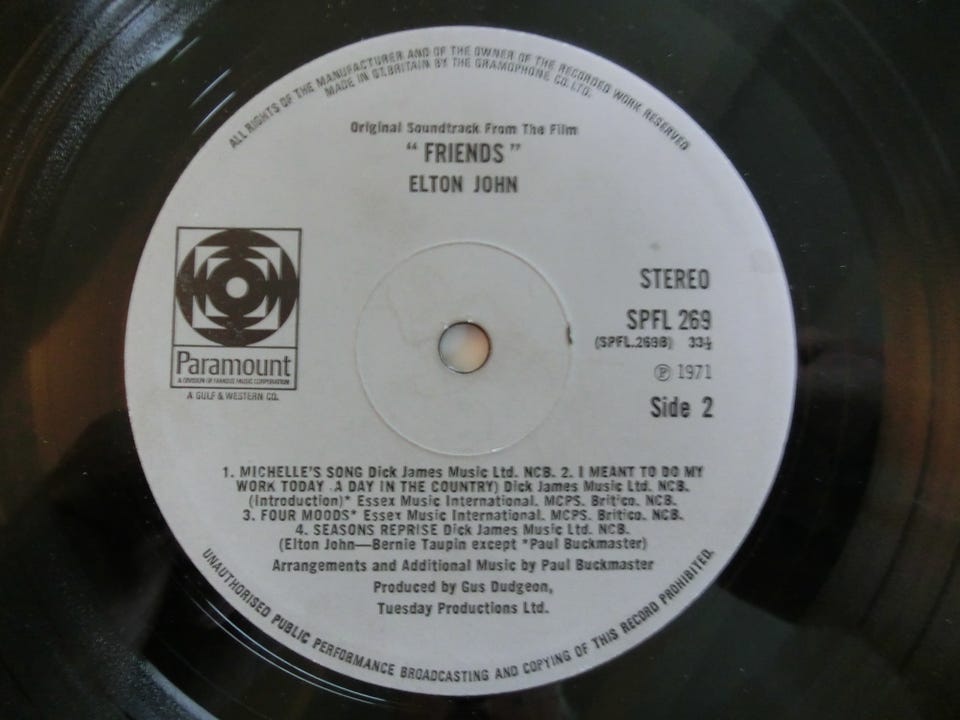 ALL RIGHTS OF THE MANUFACTURER AND OF THE OWNER OF THE RECORDED WORK RESERVED
MADE IN GT.BRITAIN BY THE GRAMOPHONE CO. LTD.
Original Soundtrack From The Film
“ FRIENDS ”
ELTON JOHN
STEREO
SPFL 269
(SPFL.269B) 33⅓
Ⓟ 1971
Side 2
Paramount
A DIVISION OF FAMOUS MUSIC CORPORATION
A GULF & WESTERN CO.
1. MICHELLE'S SONG Dick James Music Ltd. NCB. 2. I MEANT TO DO MY
WORK TODAY A DAY IN THE COUNTRY) Dick James Music Ltd. NCB.
(Introduction)* Essex Music International. MCPS. Britico. NCB.
3. FOUR MOODS* Essex Music International. MCPS. Britico. NCB.
4. SEASONS REPRISE Dick James Music Ltd. NCB.
(Elton John—Bernie Taupin except *Paul Buckmaster)
Arrangements and Additional Music by Paul Buckmaster
Produced by Gus Dudgeon,
Tuesday Productions Ltd.
UNAUTHORISED PUBLIC PERFORMANCE BROADCASTING AND COPYING OF THIS RECORD PROHIBITED.